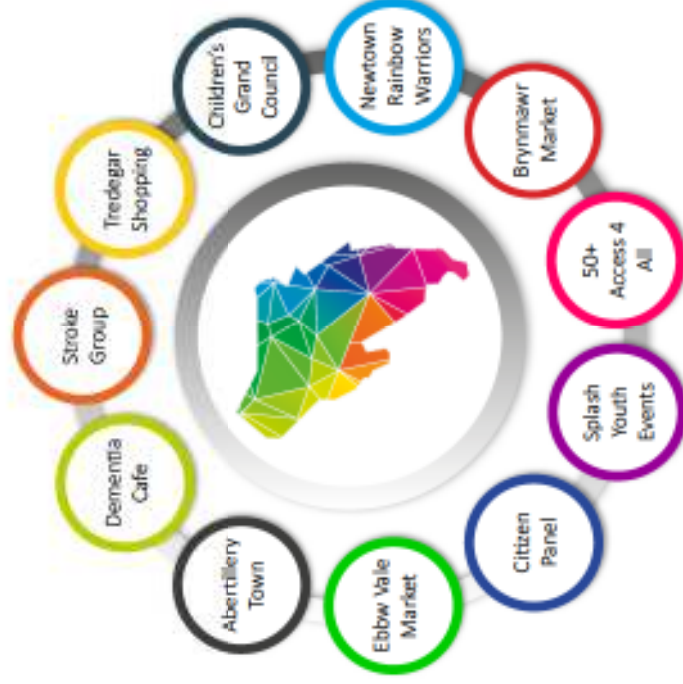 Stroke
Group
Tredegar
Shopping
Children's
Grand
Council
Newtown
Rainbow
Warriors
Brynmawr
Market
50+
Access 4
All
Splash
Youth
Events
Citizen
Panel
Ebbw Vale
Market
Abertillery
Town
Dementia
Cafe